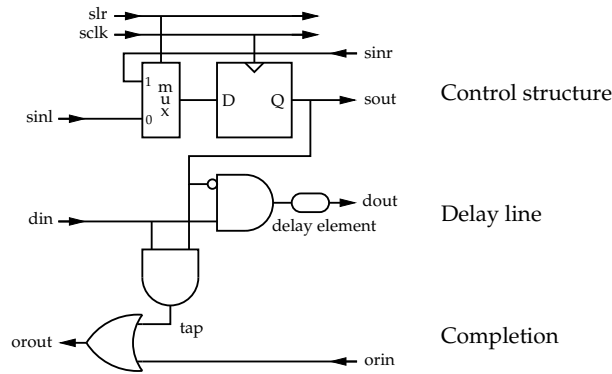 slr
sclk
sinr
1
m
u
x
D
Q
sout
Control structure
sinl
0
din
dout
Delay line
delay element
tap
orout
Completion
orin